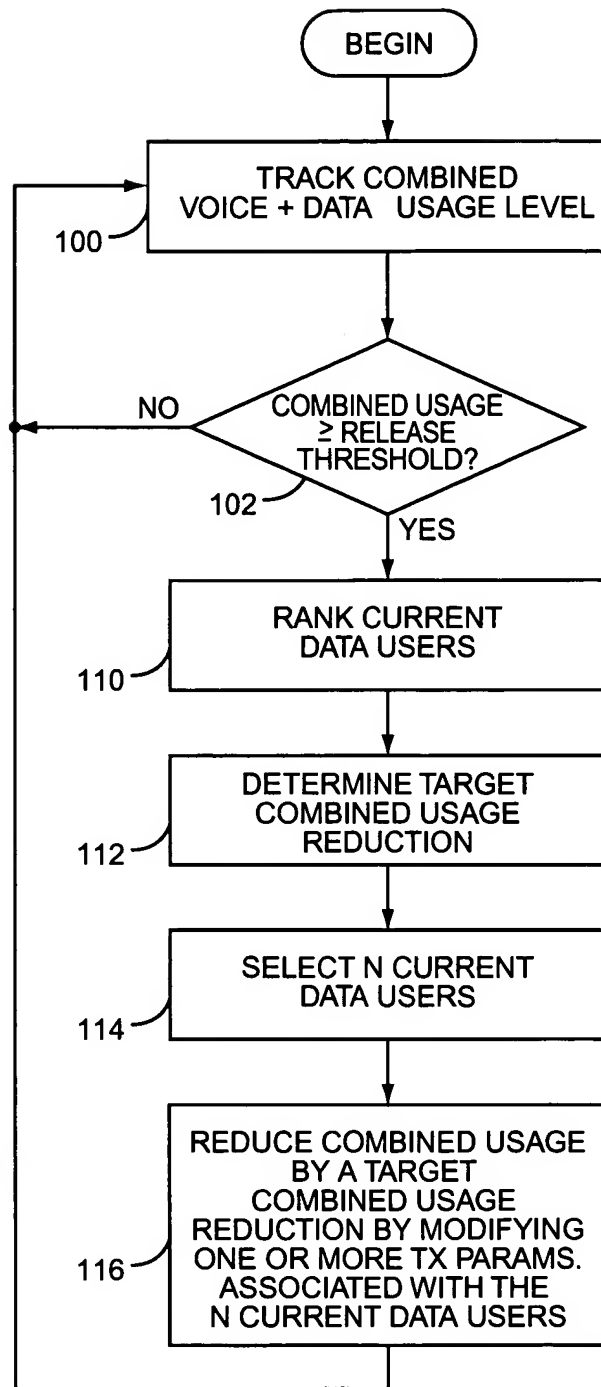 BEGIN
TRACK COMBINED
VOICE + DATA USAGE LEVEL
100
NO
COMBINED USAGE
≥ RELEASE
THRESHOLD?
102
YES
RANK CURRENT
DATA USERS
110
DETERMINE TARGET
COMBINED USAGE
REDUCTION
112
SELECT N CURRENT
DATA USERS
114
REDUCE COMBINED USAGE
BY A TARGET
COMBINED USAGE
REDUCTION BY MODIFYING
ONE OR MORE TX PARAMS.
ASSOCIATED WITH THE
N CURRENT DATA USERS
116